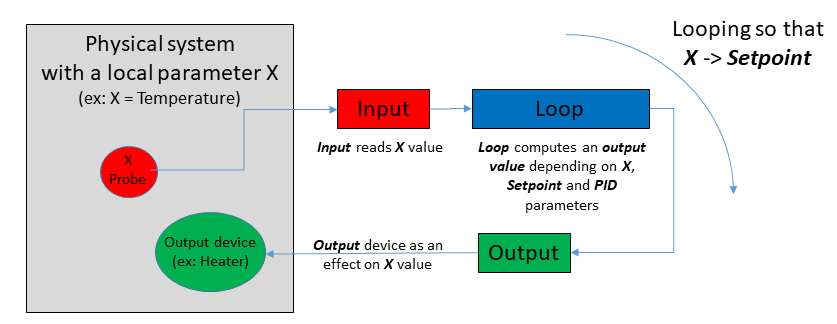 Physical system
with a local parameter X
(ex: X = Temperature)
X
Probe
Output device
(ex: Heater)
Input
Input reads X value
Loop
Loop computes an output
value depending on X,
Setpoint and PID
parameters
Output
Output device as an
effect on X value
Looping so that
X -> Setpoint